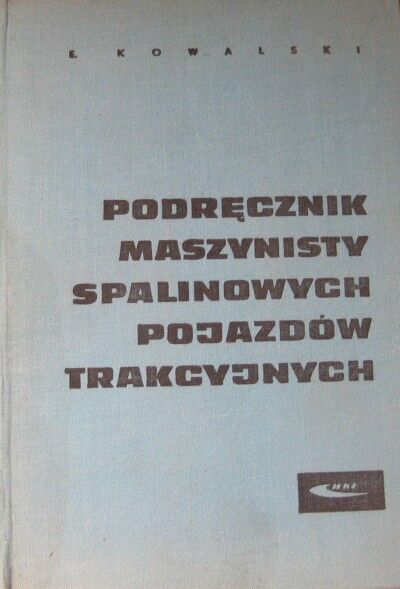 E. KOWALSKI
PODRĘCZNIK
MASZYNISTY
SPALINOWYCH
POJAZDÓW
TRAKCYJNYCH